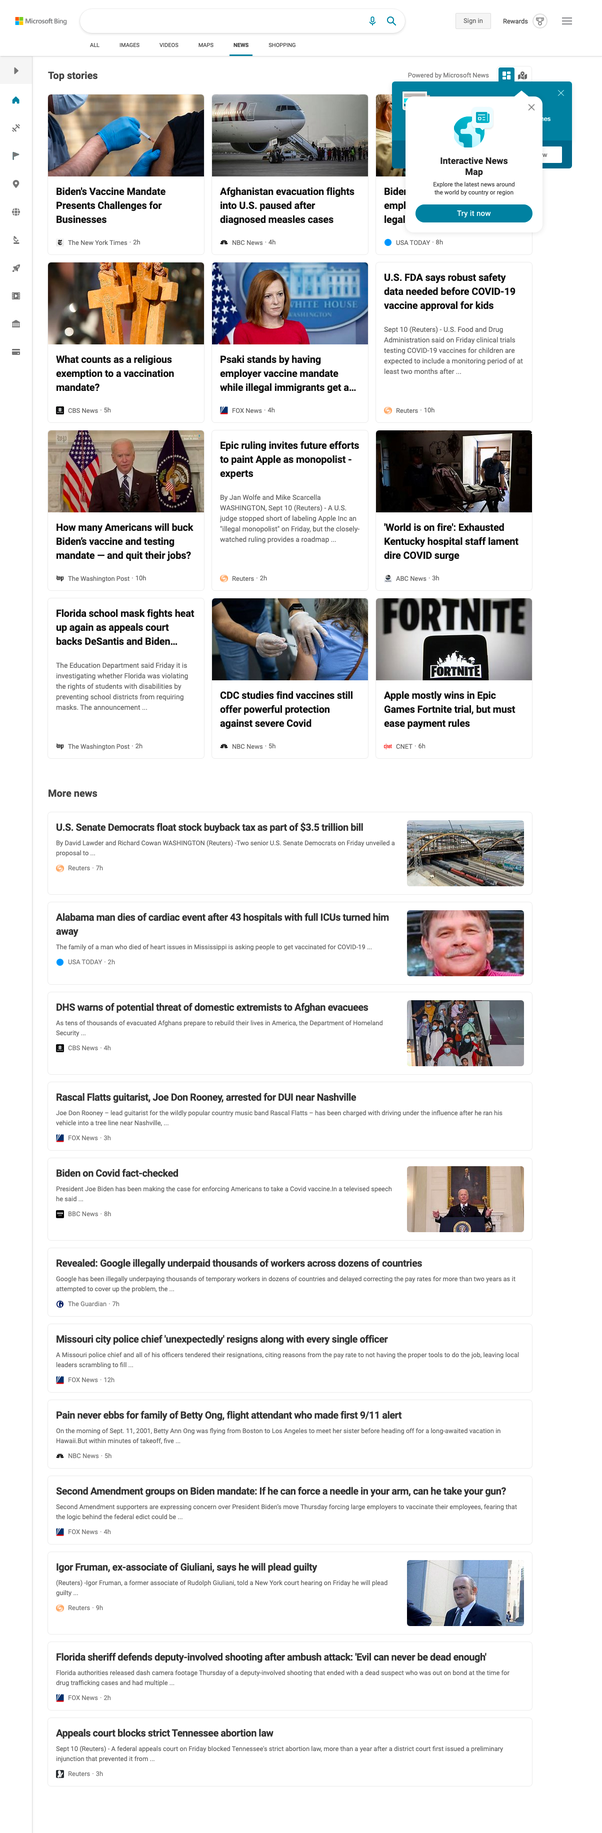 Microsoft Bing
Sign in
Rewards
ALL IMAGES VIDEOS MAPS NEWS SHOPPING
Top stories
Powered by Microsoft News
Interactive News
Map
Explore the latest news around
the world by country or region
Try it now
Biden's Vaccine Mandate
Presents Challenges for
Businesses
The New York Times · 2h
Afghanistan evacuation flights
into U.S. paused after
diagnosed measles cases
NBC News · 4h
USA TODAY · 8h
What counts as a religious
exemption to a vaccination
mandate?
CBS News · 5h
THE WHITE HOUSE
WASHINGTON
Psaki stands by having
employer vaccine mandate
while illegal immigrants get a...
FOX News · 4h
U.S. FDA says robust safety
data needed before COVID-19
vaccine approval for kids
Sept 10 (Reuters) - U.S. Food and Drug
Administration said on Friday clinical trials
testing COVID-19 vaccines for children are
expected to include a monitoring period of at
least two months after ...
Reuters · 10h
How many Americans will buck
Biden's vaccine and testing
mandate — and quit their jobs?
The Washington Post · 10h
Epic ruling invites future efforts
to paint Apple as monopolist -
experts
By Jan Wolfe and Mike Scarcella
WASHINGTON, Sept 10 (Reuters) - A U.S.
judge stopped short of labeling Apple Inc an
"illegal monopolist" on Friday, but the closely-
watched ruling provides a roadmap ...
Reuters · 2h
'World is on fire': Exhausted
Kentucky hospital staff lament
dire COVID surge
ABC News · 3h
Florida school mask fights heat
up again as appeals court
backs DeSantis and Biden...
The Education Department said Friday it is
investigating whether Florida was violating
the rights of students with disabilities by
preventing school districts from requiring
masks. The announcement ...
The Washington Post · 2h
CDC studies find vaccines still
offer powerful protection
against severe Covid
NBC News · 5h
FORTNITE
FORTNITE
Apple mostly wins in Epic
Games Fortnite trial, but must
ease payment rules
CNET · 6h
More news
U.S. Senate Democrats float stock buyback tax as part of $3.5 trillion bill
By David Lawder and Richard Cowan WASHINGTON (Reuters) -Two senior U.S. Senate Democrats on Friday unveiled a
proposal to ...
Reuters · 7h
Alabama man dies of cardiac event after 43 hospitals with full ICUs turned him
away
The family of a man who died of heart issues in Mississippi is asking people to get vaccinated for COVID-19 ...
USA TODAY · 2h
DHS warns of potential threat of domestic extremists to Afghan evacuees
As tens of thousands of evacuated Afghans prepare to rebuild their lives in America, the Department of Homeland
Security ...
CBS News · 4h
Rascal Flatts guitarist, Joe Don Rooney, arrested for DUI near Nashville
Joe Don Rooney – lead guitarist for the wildly popular country music band Rascal Flatts – has been charged with driving under the influence after he ran his
vehicle into a tree line near Nashville, ...
FOX News · 3h
Biden on Covid fact-checked
President Joe Biden has been making the case for enforcing Americans to take a Covid vaccine.In a televised speech
he said ...
BBC News · 8h
Revealed: Google illegally underpaid thousands of workers across dozens of countries
Google has been illegally underpaying thousands of temporary workers in dozens of countries and delayed correcting the pay rates for more than two years as it
attempted to cover up the problem, the ...
The Guardian · 7h
Missouri city police chief 'unexpectedly' resigns along with every single officer
A Missouri police chief and all of his officers tendered their resignations, citing reasons from the pay rate to not having the proper tools to do the job, leaving local
leaders scrambling to fill ...
FOX News · 12h
Pain never ebbs for family of Betty Ong, flight attendant who made first 9/11 alert
On the morning of Sept. 11, 2001, Betty Ann Ong was flying from Boston to Los Angeles to meet her sister before heading off for a long-awaited vacation in
Hawaii.But within minutes of takeoff, five ...
NBC News · 5h
Second Amendment groups on Biden mandate: If he can force a needle in your arm, can he take your gun?
Second Amendment supporters are expressing concern over President Biden's move Thursday forcing large employers to vaccinate their employees, fearing that
the logic behind the federal edict could be ...
FOX News · 4h
Igor Fruman, ex-associate of Giuliani, says he will plead guilty
(Reuters) -Igor Fruman, a former associate of Rudolph Giuliani, told a New York court hearing on Friday he will plead
guilty ...
Reuters · 9h
Florida sheriff defends deputy-involved shooting after ambush attack: 'Evil can never be dead enough'
Florida authorities released dash camera footage Thursday of a deputy-involved shooting that ended with a dead suspect who was out on bond at the time for
drug trafficking cases and had multiple ...
FOX News · 2h
Appeals court blocks strict Tennessee abortion law
Sept 10 (Reuters) - A federal appeals court on Friday blocked Tennessee's strict abortion law, more than a year after a district court first issued a preliminary
injunction that prevented it from ...
Reuters · 3h